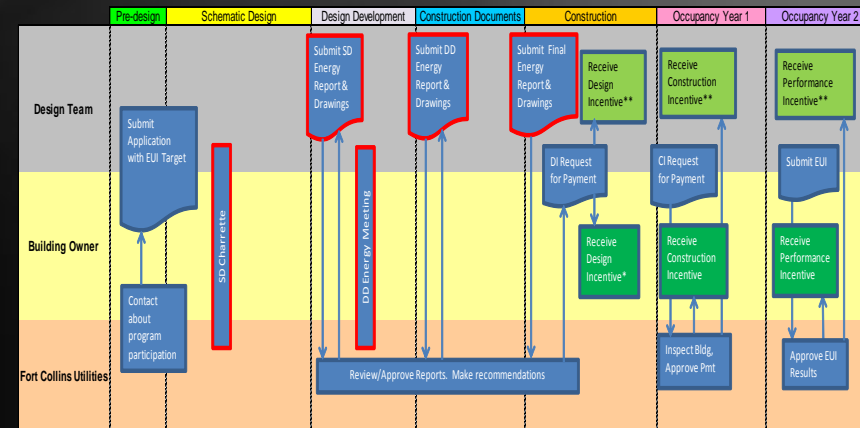 Pre-design
Schematic Design
Design Development
Construction Documents
Construction
Occupancy Year 1
Occupancy Year 2
Design Team
Submit
Application
with EUI Target
Submit SD
Energy
Report &
Drawings
Submit DD
Energy
Report &
Drawings
Submit Final
Energy
Report &
Drawings
Receive
Design
Incentive**
Receive
Construction
Incentive**
Receive
Performance
Incentive**
SD Charrette
DD Energy Meeting
DI Request
for Payment
CI Request
for Payment
Submit EUI
Building Owner
Contact
about
program
participation
Receive
Design
Incentive*
Receive
Construction
Incentive
Receive
Performance
Incentive
Fort Collins Utilities
Review/Approve Reports. Make recommendations
Inspect Bldg,
Approve Pmt
Approve EUI
Results